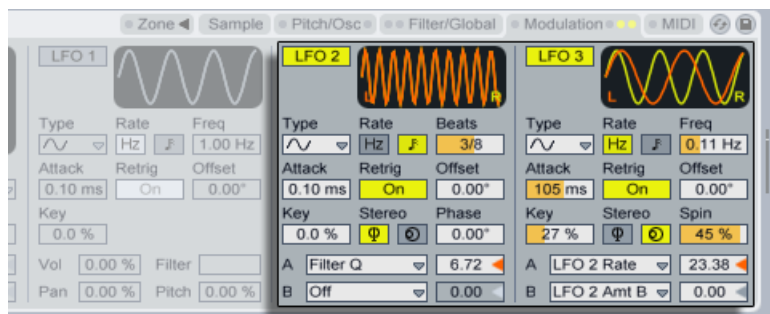 Zone Sample Pitch/Osc Filter/Global Modulation MIDI
LFO 1 LFO 2 L R LFO 3 L R
Type Rate Freq Type Rate Beats Type Rate Freq
Hz 1.00 Hz Hz 3/8 Hz 0.11 Hz
Attack Retrig Offset Attack Retrig Offset Attack Retrig Offset
0.10 ms On 0.00° 0.10 ms On 0.00° 105 ms On 0.00°
Key Key Stereo Phase Key Stereo Spin
0.0 % 0.0 % Φ 0.00° 27 % Φ 45 %
Vol 0.00 % Filter A Filter Q 6.72 A LFO 2 Rate 23.38
Pan 0.00 % Pitch 0.00 % B Off 0.00 B LFO 2 Amt B 0.00